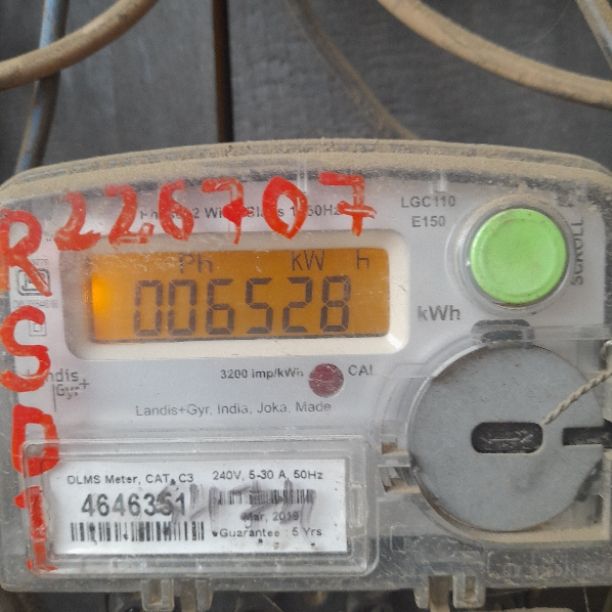 226707
LGC110
E150
SCROLL
Ph KW h
006528
kWh
3200 imp/kWh CAL
Landis+Gyr, India, Joka, Made
RSD1
DLMS Meter, CAT, C3 240V, 5-30 A, 50Hz
4646351
Guarantee : 5 Yrs